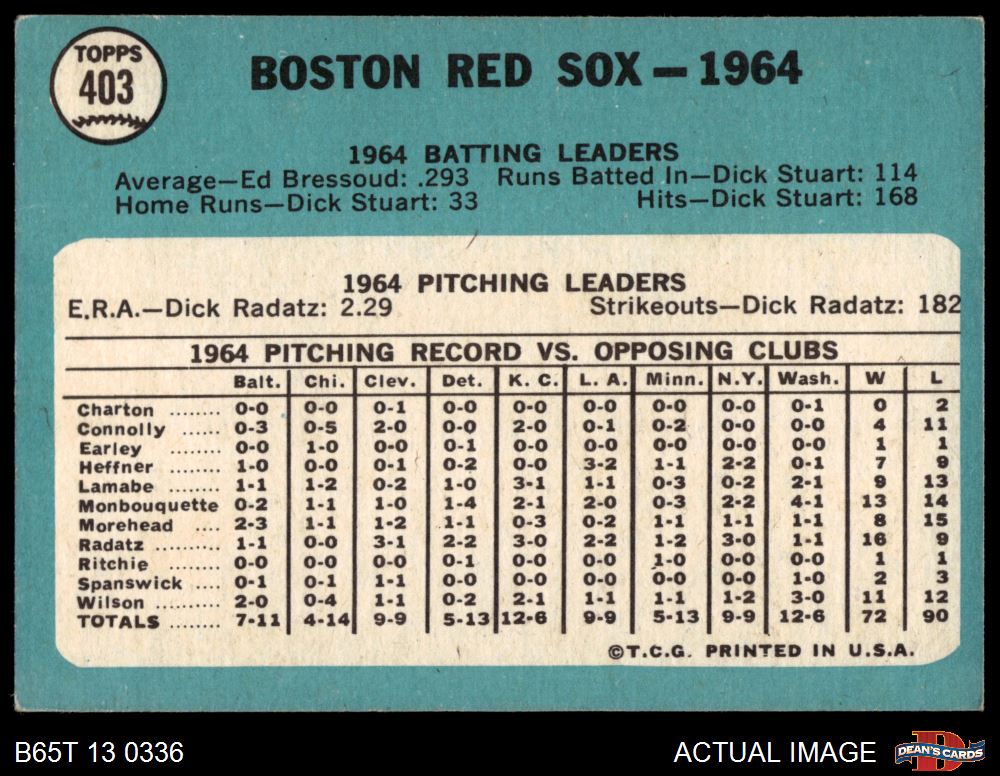 TOPPS
403
BOSTON RED SOX — 1964
1964 BATTING LEADERS
Average—Ed Bressoud: .293 Runs Batted In—Dick Stuart: 114
Home Runs—Dick Stuart: 33 Hits—Dick Stuart: 168
1964 PITCHING LEADERS
E.R.A.—Dick Radatz: 2.29 Strikeouts—Dick Radatz: 182
1964 PITCHING RECORD VS. OPPOSING CLUBS
Balt. Chi. Clev. Det. K. C. L. A. Minn. N.Y. Wash. W L
Charton ........ 0-0 0-0 0-1 0-0 0-0 0-0 0-0 0-0 0-1 0 2
Connolly ...... 0-3 0-5 2-0 0-0 2-0 0-1 0-2 0-0 0-0 4 11
Earley ........ 0-0 1-0 0-0 0-1 0-0 0-0 0-0 0-0 0-0 1 1
Heffner ........ 1-0 0-0 0-1 0-2 0-0 3-2 1-1 2-2 0-1 7 9
Lamabe ........ 1-1 1-2 0-2 1-0 3-1 1-1 0-3 0-2 2-1 9 13
Monbouquette 0-2 1-1 1-0 1-4 2-1 2-0 0-3 2-2 4-1 13 14
Morehead .... 2-3 1-1 1-2 1-1 0-3 0-2 1-1 1-1 1-1 8 15
Radatz .......... 1-1 0-0 3-1 2-2 3-0 2-2 1-2 3-0 1-1 16 9
Ritchie ........ 0-0 0-0 0-0 0-1 0-0 0-0 1-0 0-0 0-0 1 1
Spanswick .... 0-1 0-1 1-1 0-0 0-0 0-0 0-0 0-0 1-0 2 3
Wilson .......... 2-0 0-4 1-1 0-2 2-1 1-1 1-1 1-2 3-0 11 12
TOTALS ........ 7-11 4-14 9-9 5-13 12-6 9-9 5-13 9-9 12-6 72 90
©T.C.G. PRINTED IN U.S.A.
B65T 13 0336 ACTUAL IMAGE DEAN'S CARDS